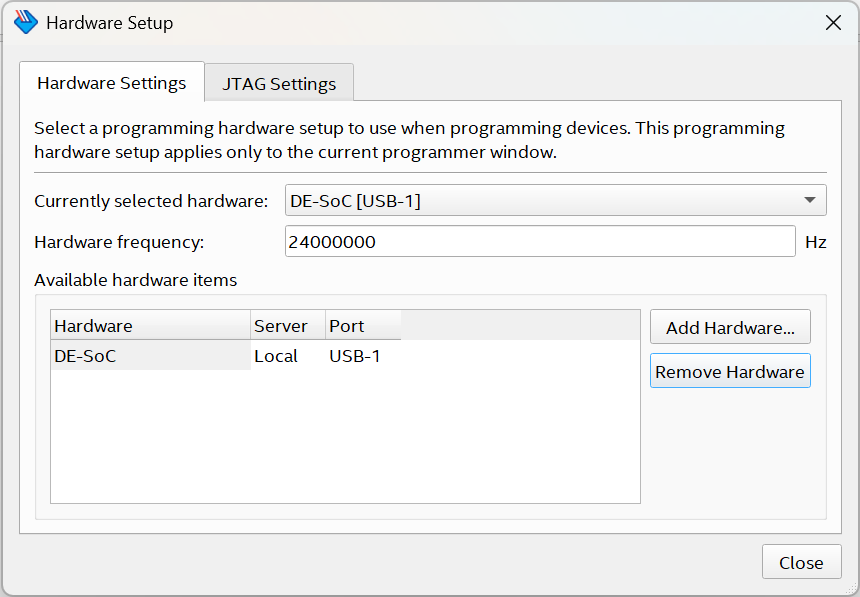 Hardware Setup
Hardware Settings
JTAG Settings
Select a programming hardware setup to use when programming devices. This programming
hardware setup applies only to the current programmer window.
Currently selected hardware: DE-SoC [USB-1]
Hardware frequency: 24000000 Hz
Available hardware items
Hardware Server Port
DE-SoC Local USB-1
Add Hardware...
Remove Hardware
Close